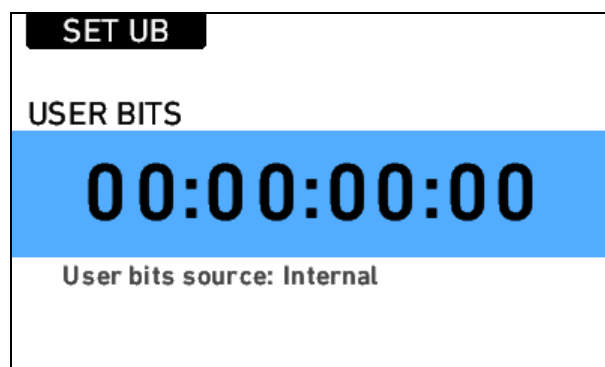 SET UB
USER BITS
00:00:00:00
User bits source: Internal